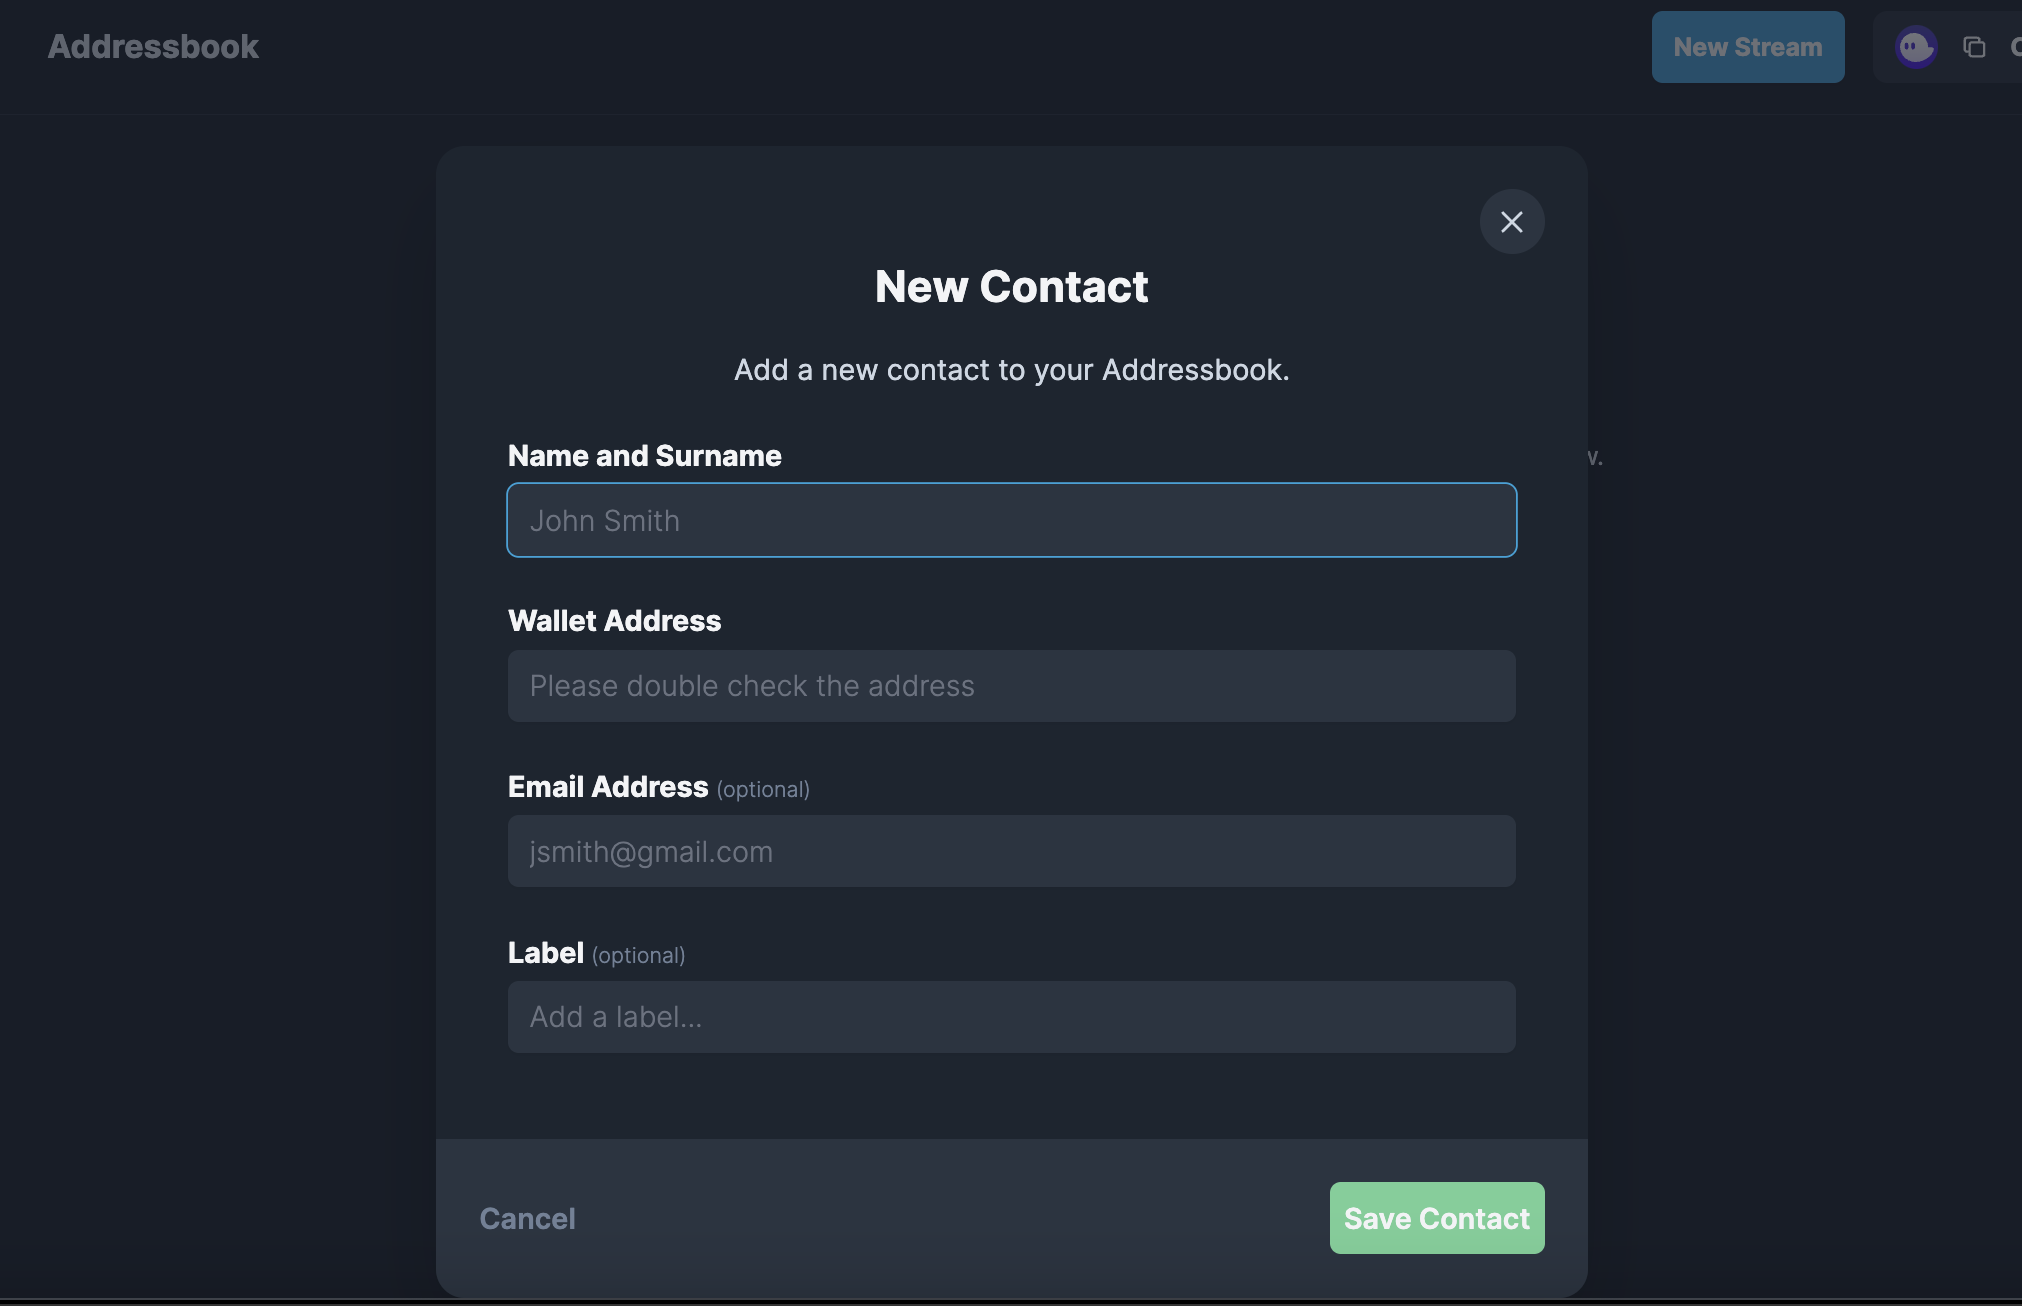 Addressbook
New Stream
New Contact
Add a new contact to your Addressbook.
Name and Surname
John Smith
Wallet Address
Please double check the address
Email Address (optional)
jsmith@gmail.com
Label (optional)
Add a label...
Cancel
Save Contact